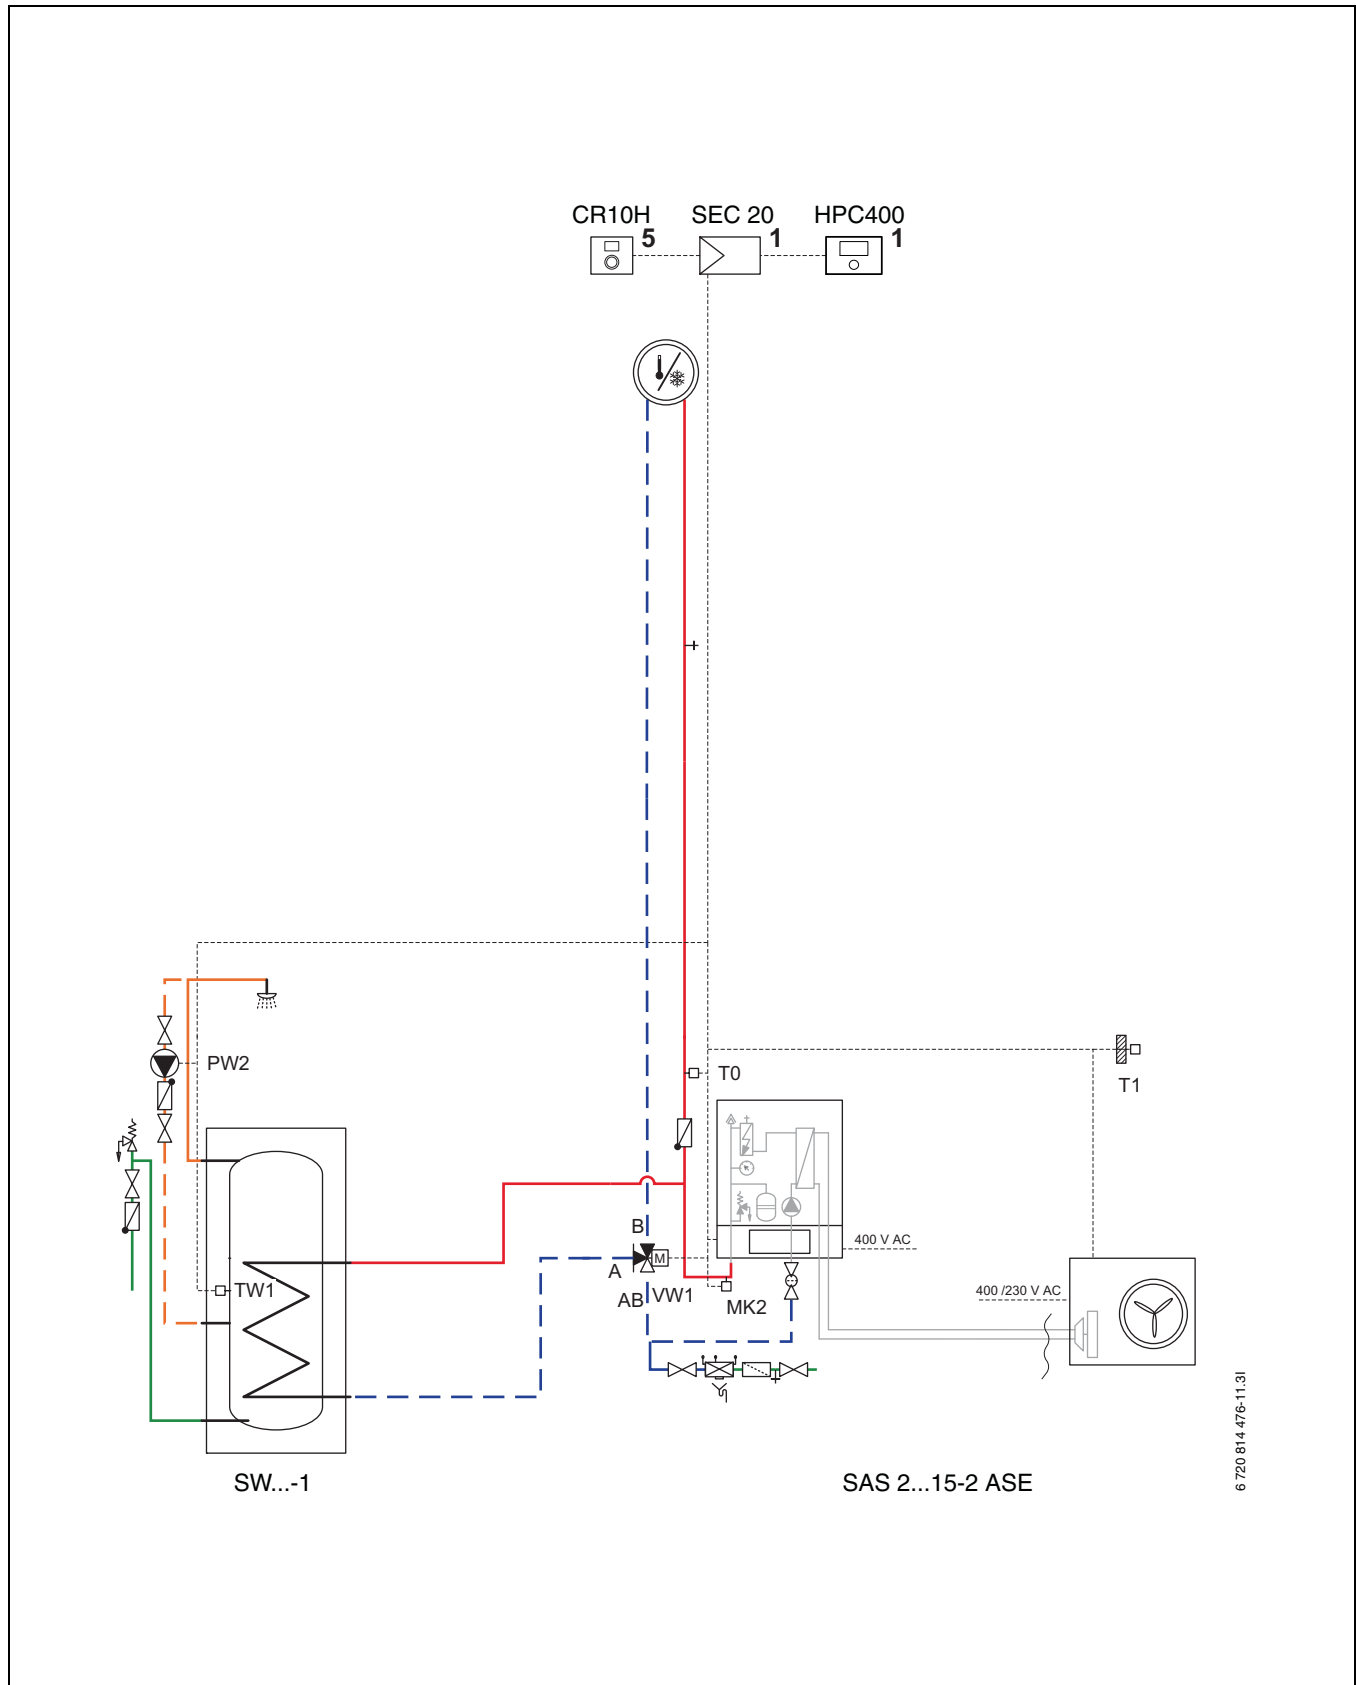 CR10H SEC 20 HPC400
5 1 1
PW2
T0
T1
B
400 V AC
A
TW1
AB
VW1
MK2
400 /230 V AC
M
SW...-1
SAS 2...15-2 ASE
6 720 814 476-11.3I